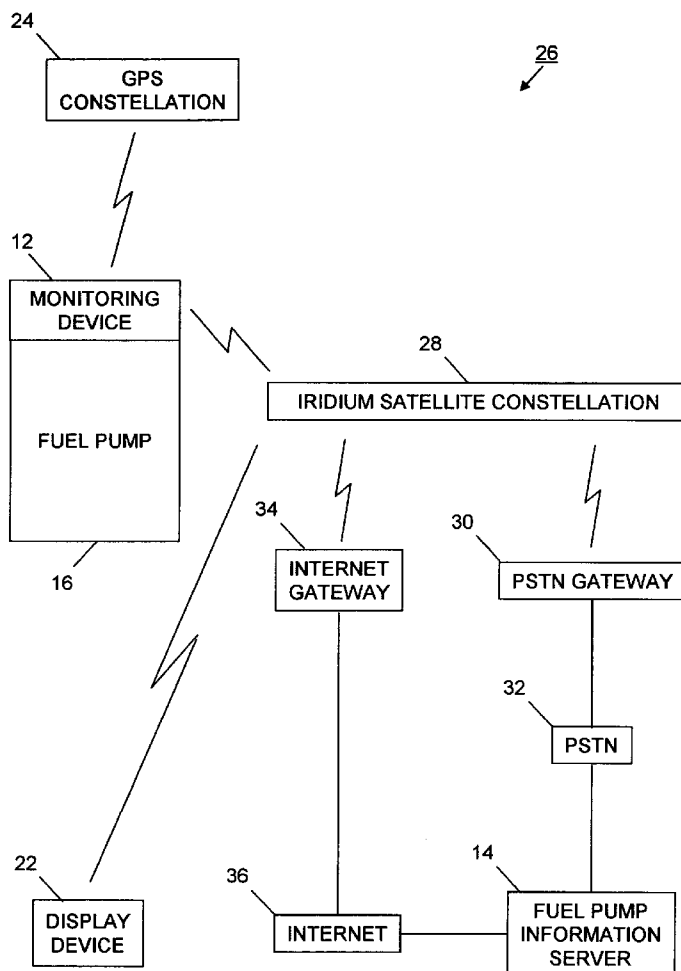 24
GPS
CONSTELLATION
26
12
MONITORING
DEVICE
FUEL PUMP
16
28
IRIDIUM SATELLITE CONSTELLATION
34
INTERNET
GATEWAY
30
PSTN GATEWAY
32
PSTN
22
DISPLAY
DEVICE
36
INTERNET
14
FUEL PUMP
INFORMATION
SERVER